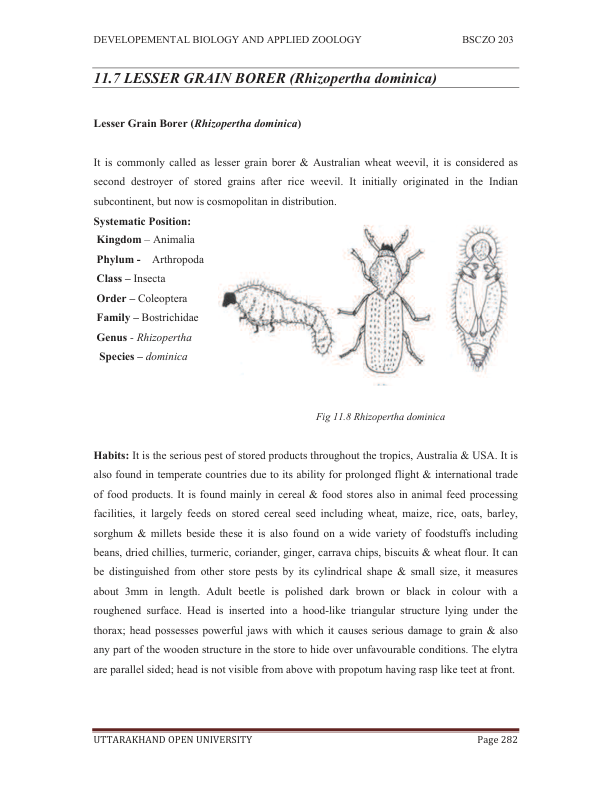 DEVELOPEMENTAL BIOLOGY AND APPLIED ZOOLOGY BSCZO 203
11.7 LESSER GRAIN BORER (Rhizopertha dominica)
Lesser Grain Borer (Rhizopertha dominica)
It is commonly called as lesser grain borer & Australian wheat weevil, it is considered as
second destroyer of stored grains after rice weevil. It initially originated in the Indian
subcontinent, but now is cosmopolitan in distribution.
Systematic Position:
Kingdom – Animalia
Phylum - Arthropoda
Class – Insecta
Order – Coleoptera
Family – Bostrichidae
Genus - Rhizopertha
Species – dominica
Fig 11.8 Rhizopertha dominica
Habits: It is the serious pest of stored products throughout the tropics, Australia & USA. It is
also found in temperate countries due to its ability for prolonged flight & international trade
of food products. It is found mainly in cereal & food stores also in animal feed processing
facilities, it largely feeds on stored cereal seed including wheat, maize, rice, oats, barley,
sorghum & millets beside these it is also found on a wide variety of foodstuffs including
beans, dried chillies, turmeric, coriander, ginger, carrava chips, biscuits & wheat flour. It can
be distinguished from other store pests by its cylindrical shape & small size, it measures
about 3mm in length. Adult beetle is polished dark brown or black in colour with a
roughened surface. Head is inserted into a hood-like triangular structure lying under the
thorax; head possesses powerful jaws with which it causes serious damage to grain & also
any part of the wooden structure in the store to hide over unfavourable conditions. The elytra
are parallel sided; head is not visible from above with propotum having rasp like teet at front.
UTTARAKHAND OPEN UNIVERSITY Page 282